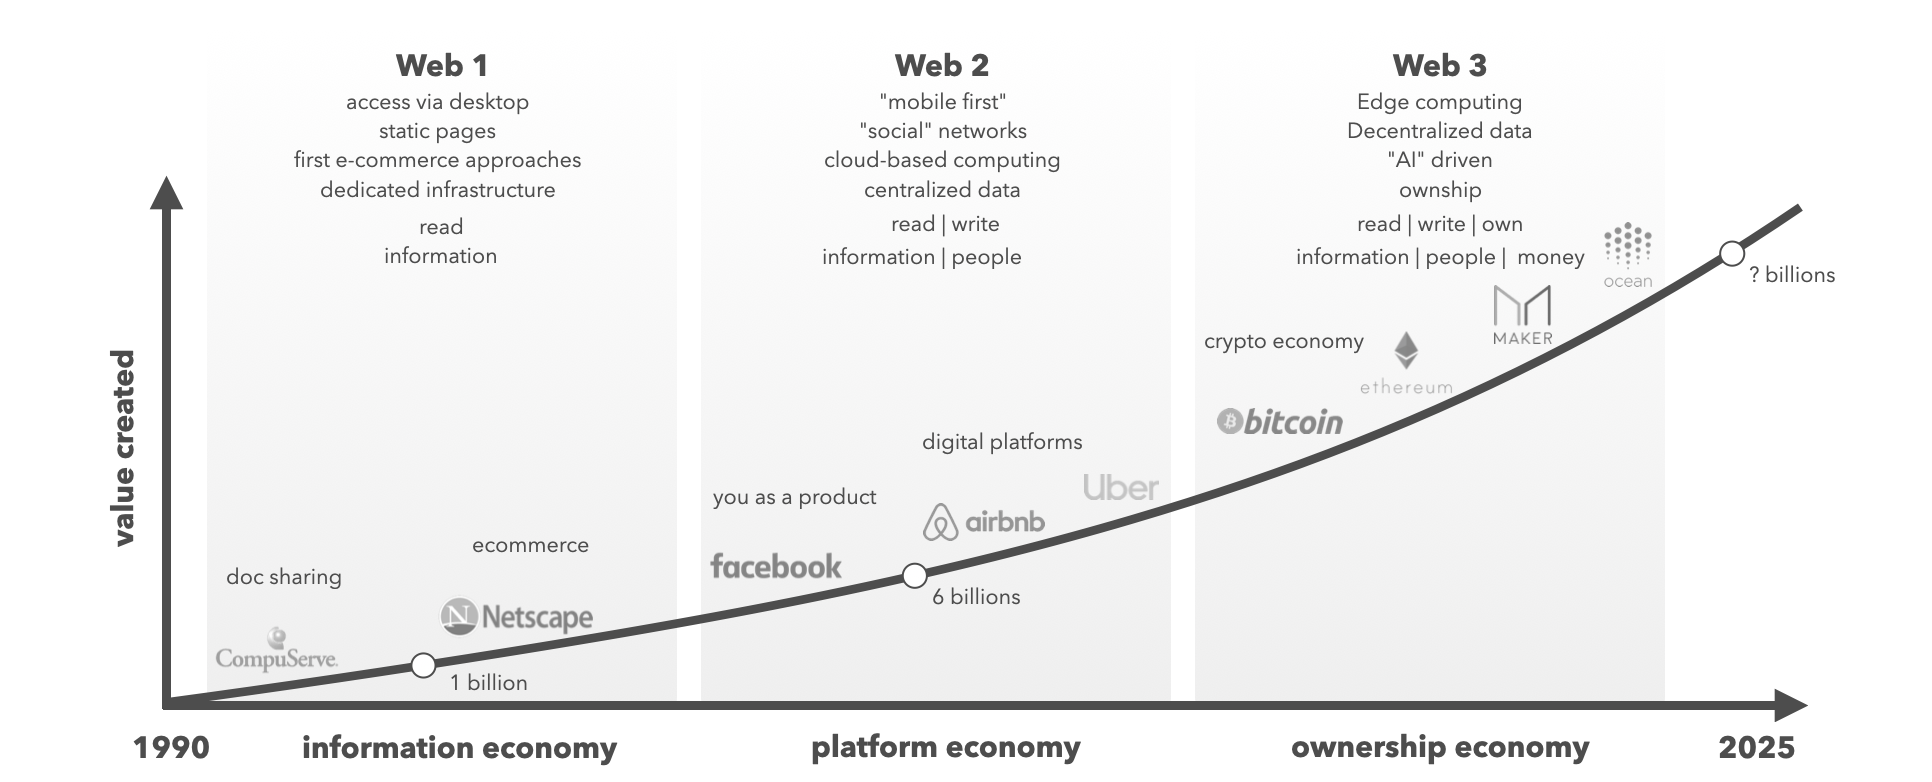 Web 1
access via desktop
static pages
first e-commerce approaches
dedicated infrastructure
read
information
doc sharing
ecommerce
CompuServe.
N Netscape
1 billion
Web 2
"mobile first"
"social" networks
cloud-based computing
centralized data
read | write
information | people
digital platforms
you as a product
Uber
airbnb
facebook
6 billions
Web 3
Edge computing
Decentralized data
"AI" driven
ownship
read | write | own
information | people | money
ocean
MAKER
crypto economy
ethereum
bitcoin
? billions
value created
1990
information economy
platform economy
ownership economy
2025